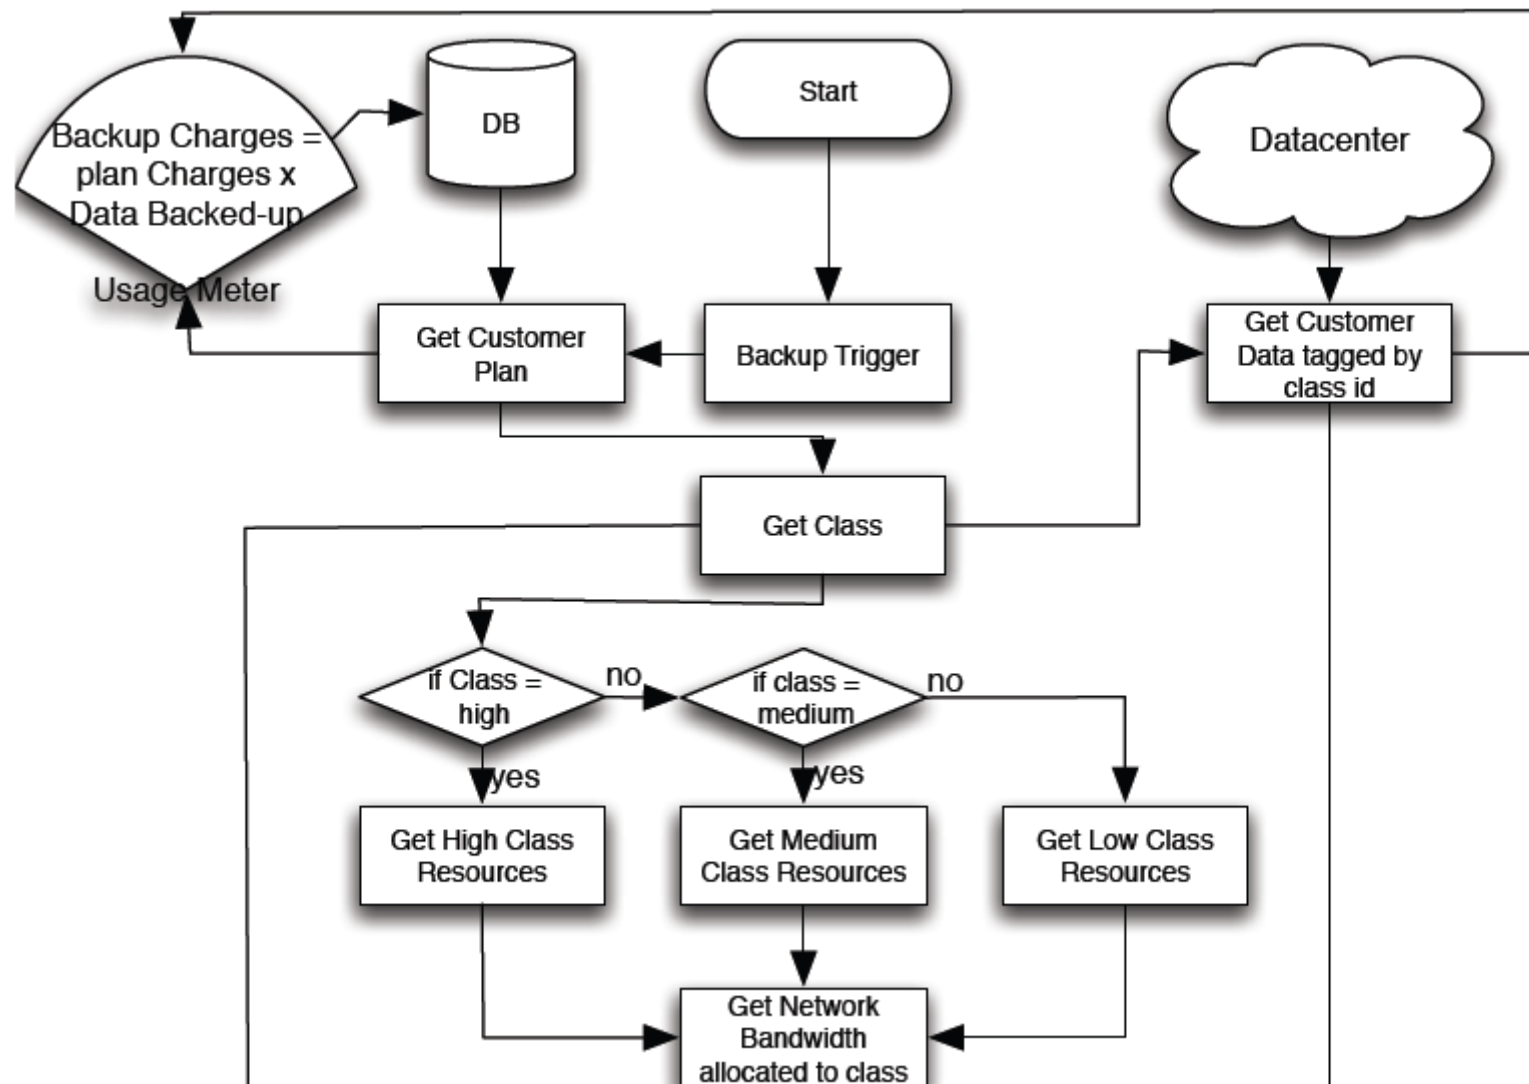 Backup Charges =
plan Charges x
Data Backed-up
Usage Meter
DB
Start
Datacenter
Get Customer
Plan
Backup Trigger
Get Customer
Data tagged by
class id
Get Class
if Class =
high
no
if class =
medium
no
yes
yes
Get High Class
Resources
Get Medium
Class Resources
Get Low Class
Resources
Get Network
Bandwidth
allocated to class